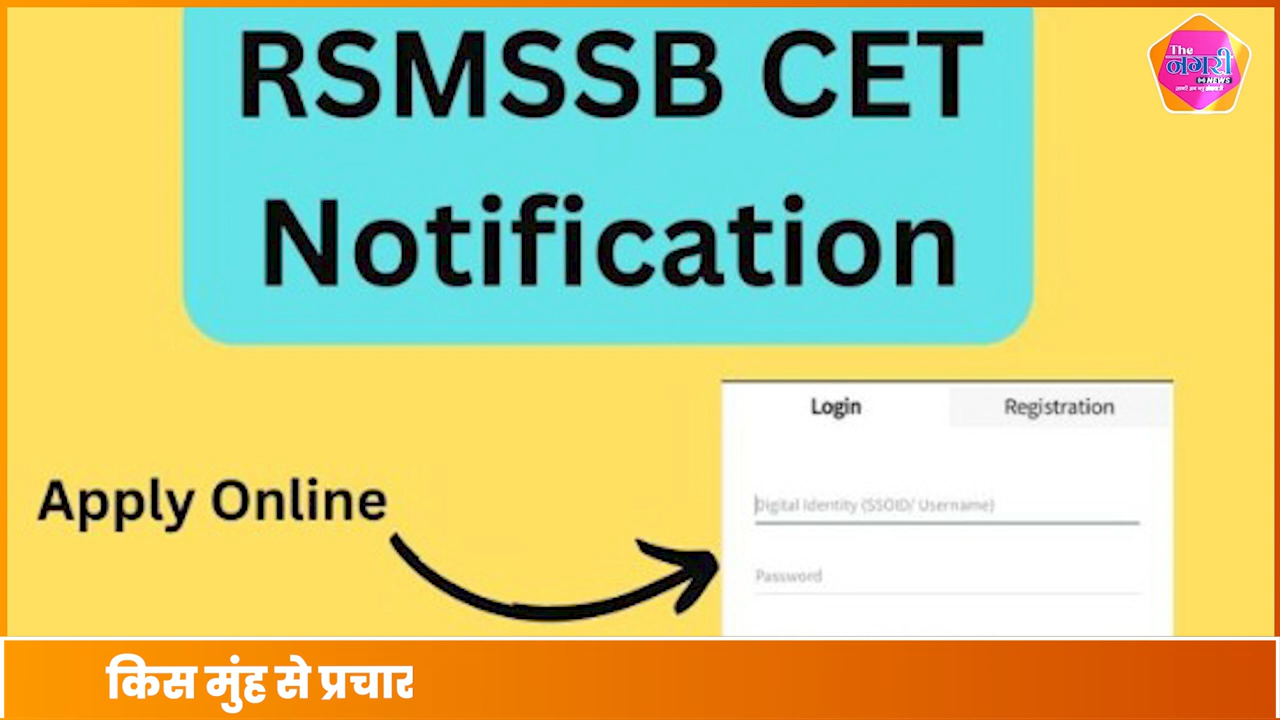 RSMSSB CET
Notification
The
नगरी
NEWS
Login
Registration
Digital Identity (SSOID/ Username)
Apply Online
Password
किस मुंह से प्रचार